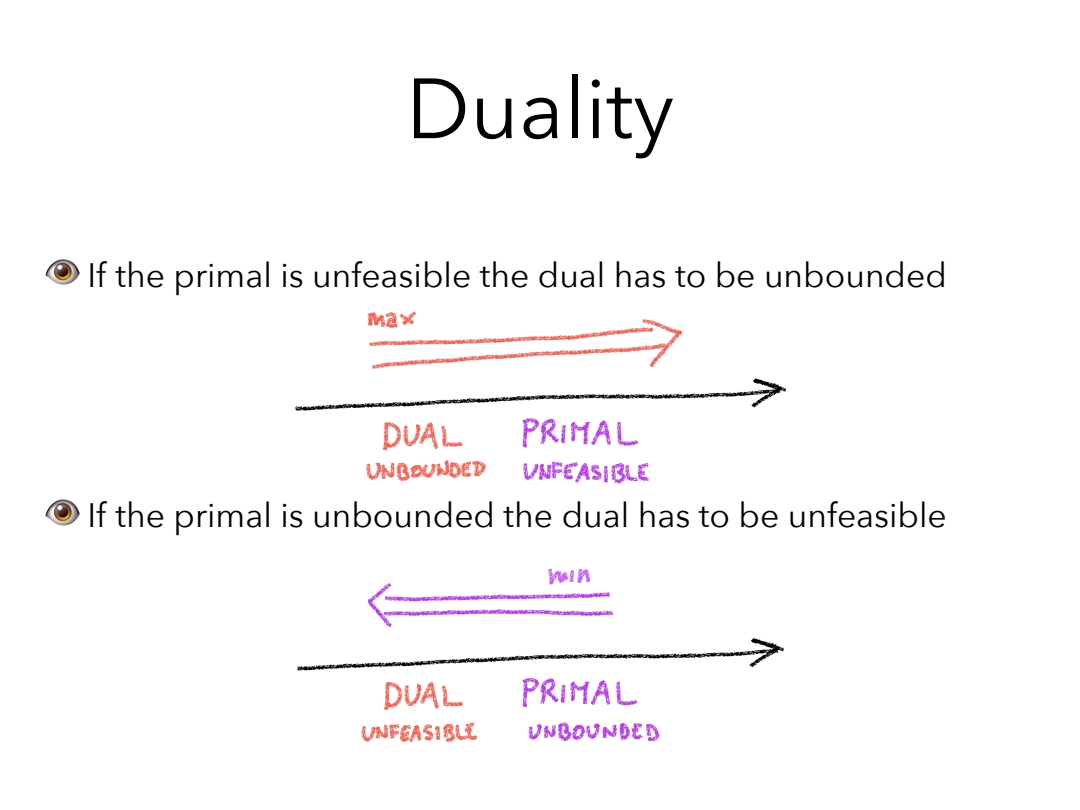 Duality
If the primal is unfeasible the dual has to be unbounded
max
DUAL PRIMAL
UNBOUNDED UNFEASIBLE
If the primal is unbounded the dual has to be unfeasible
min
DUAL PRIMAL
UNFEASIBLE UNBOUNDED